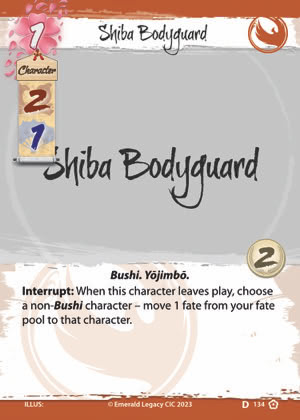 1
Shiba Bodyguard
Character
2
1
Shiba Bodyguard
2
Bushi. Yōjimbō.
Interrupt: When this character leaves play, choose
a non-Bushi character – move 1 fate from your fate
pool to that character.
ILLUS:
© Emerald Legacy CIC 2023
D 134